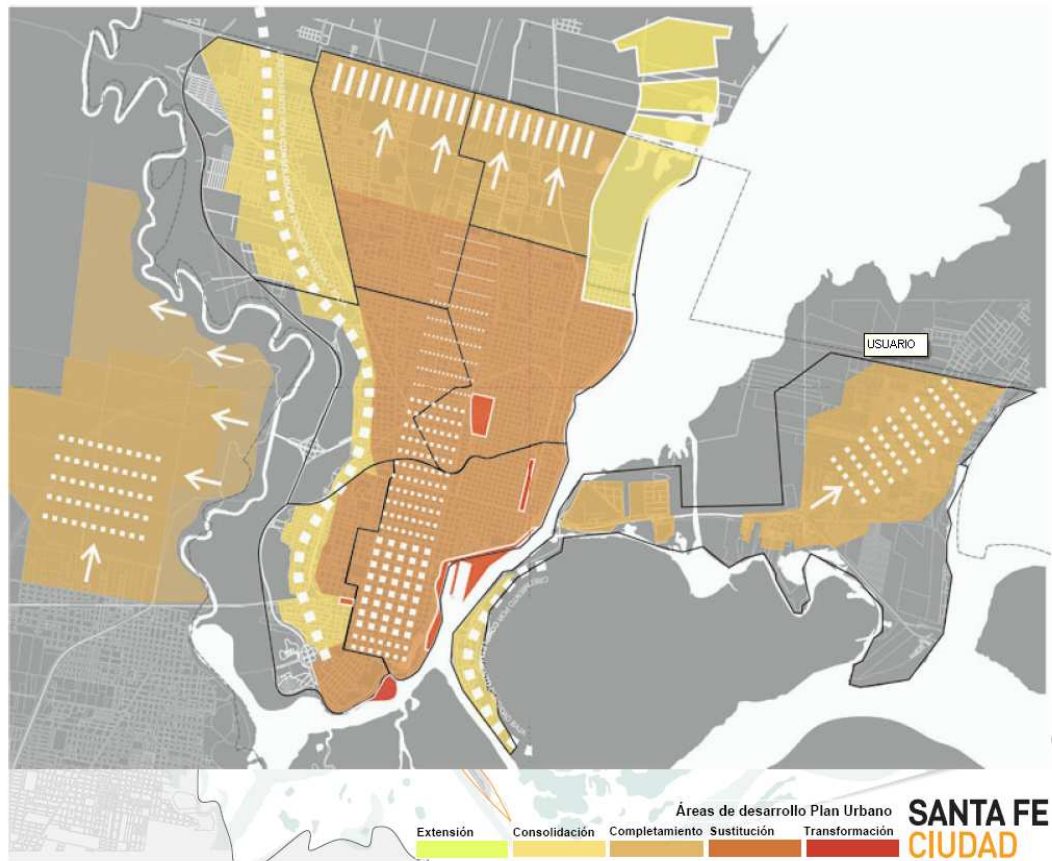 USUARIO
Áreas de desarrollo Plan Urbano
Extensión Consolidación Completamiento Sustitución Transformación
SANTA FE
CIUDAD